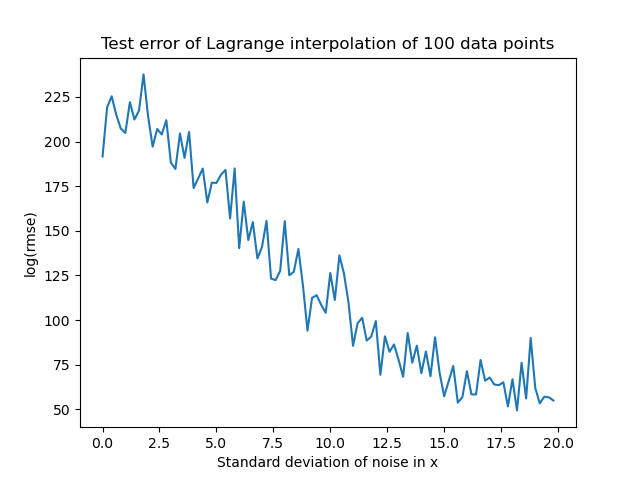 Test error of Lagrange interpolation of 100 data points
log(rmse)
225
200
175
150
125
100
75
50
0.0 2.5 5.0 7.5 10.0 12.5 15.0 17.5 20.0
Standard deviation of noise in x